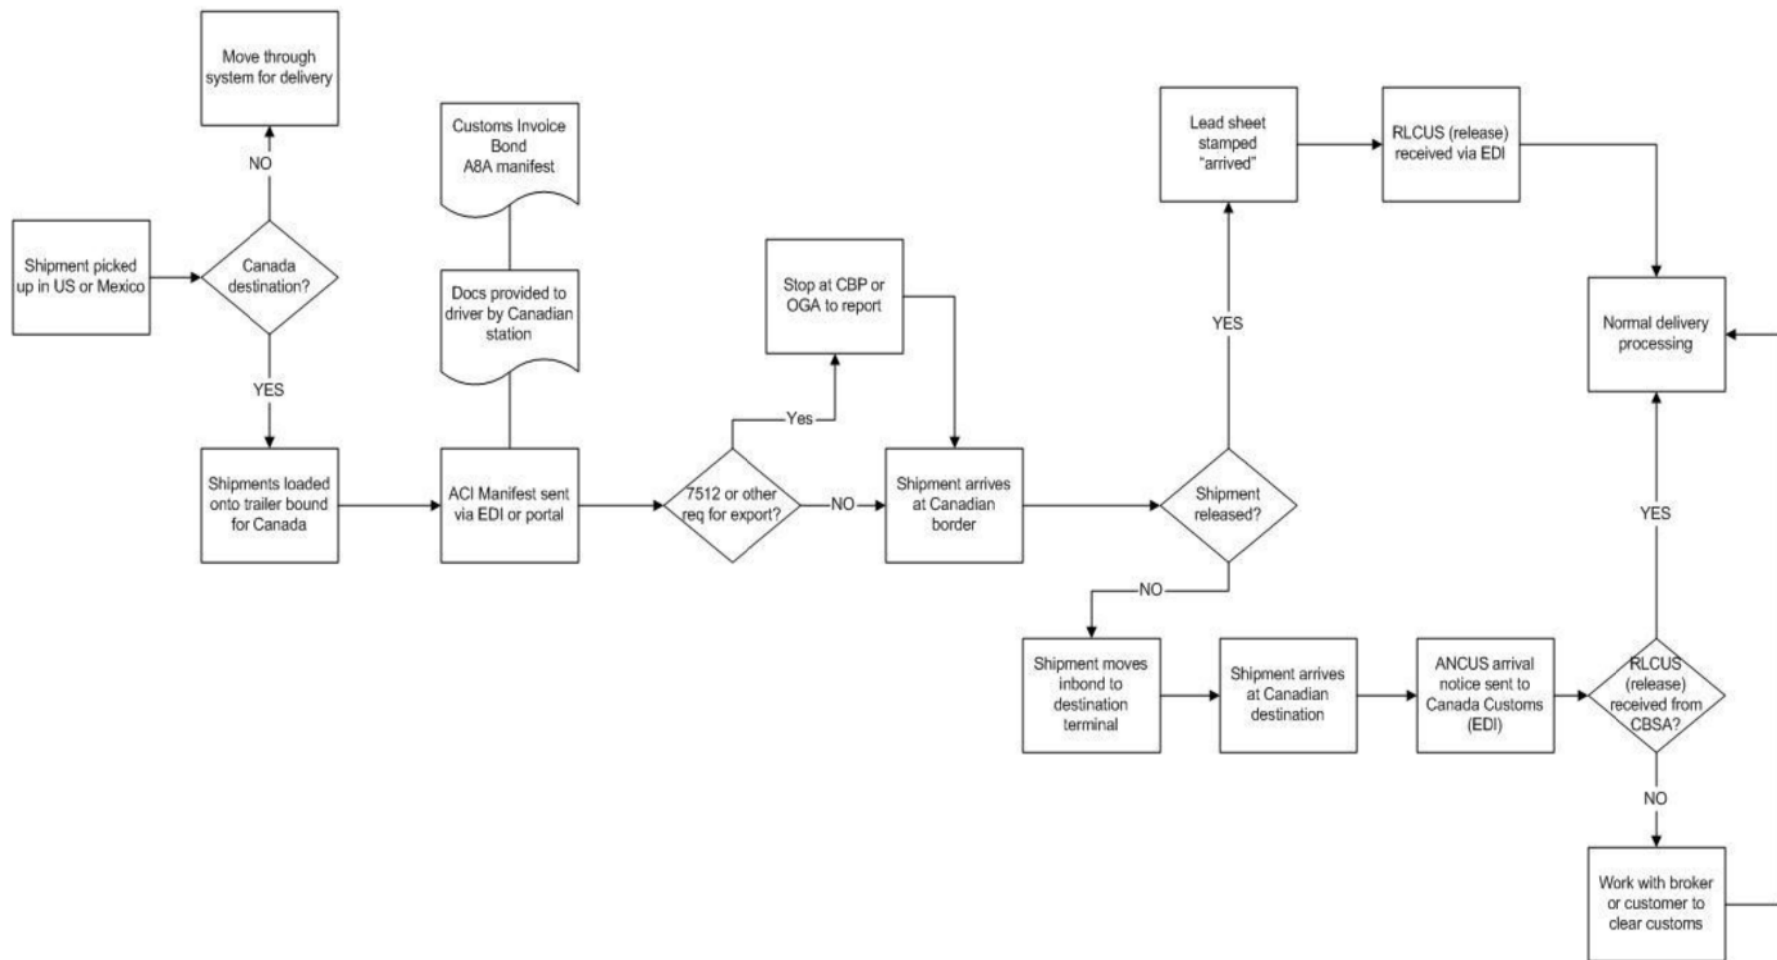 Move through
system for delivery
NO
Shipment picked
up in US or Mexico
Canada
destination?
YES
Shipments loaded
onto trailer bound
for Canada
Customs Invoice
Bond
A8A manifest
Docs provided to
driver by Canadian
station
ACI Manifest sent
via EDI or portal
7512 or other
req for export?
Yes
Stop at CBP or
OGA to report
NO
Shipment arrives
at Canadian
border
Shipment
released?
YES
Lead sheet
stamped
“arrived”
RLCUS (release)
received via EDI
Normal delivery
processing
NO
Shipment moves
inbond to
destination
terminal
Shipment arrives
at Canadian
destination
ANCUS arrival
notice sent to
Canada Customs
(EDI)
RLCUS
(release)
received from
CBSA?
YES
NO
Work with broker
or customer to
clear customs